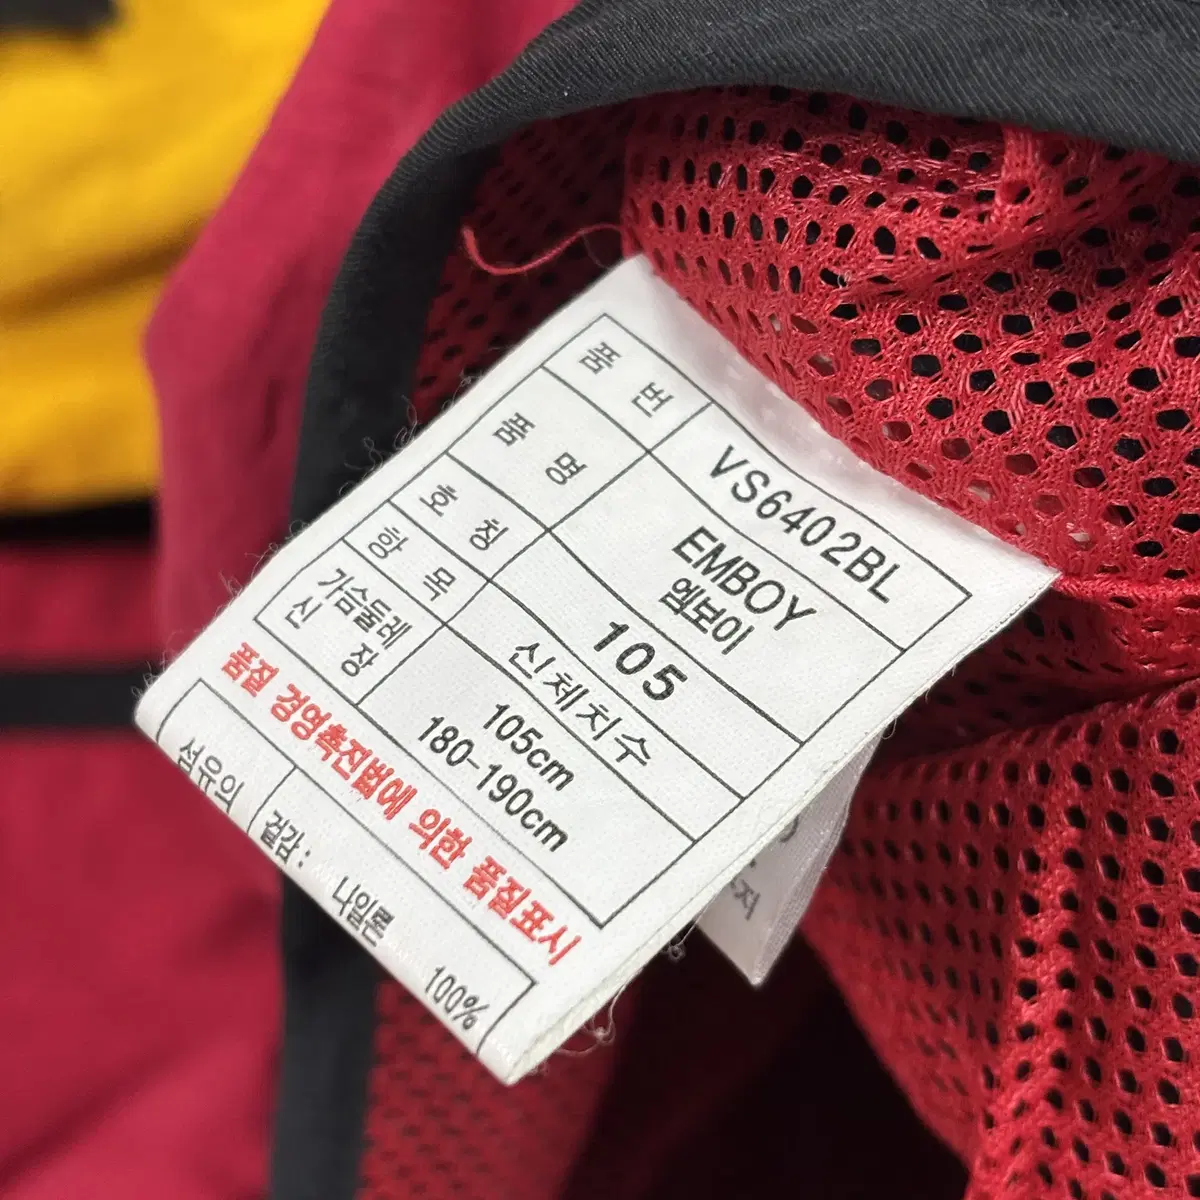 품 번 VS6402BL
품 명 EMBOY
엠보이
호 칭 105
항 목 신체치수
가슴둘레 105cm
신 장 180-190cm
품질 경영촉진법에 의한 품질표시
섬유의 겉감: 나일론 100%